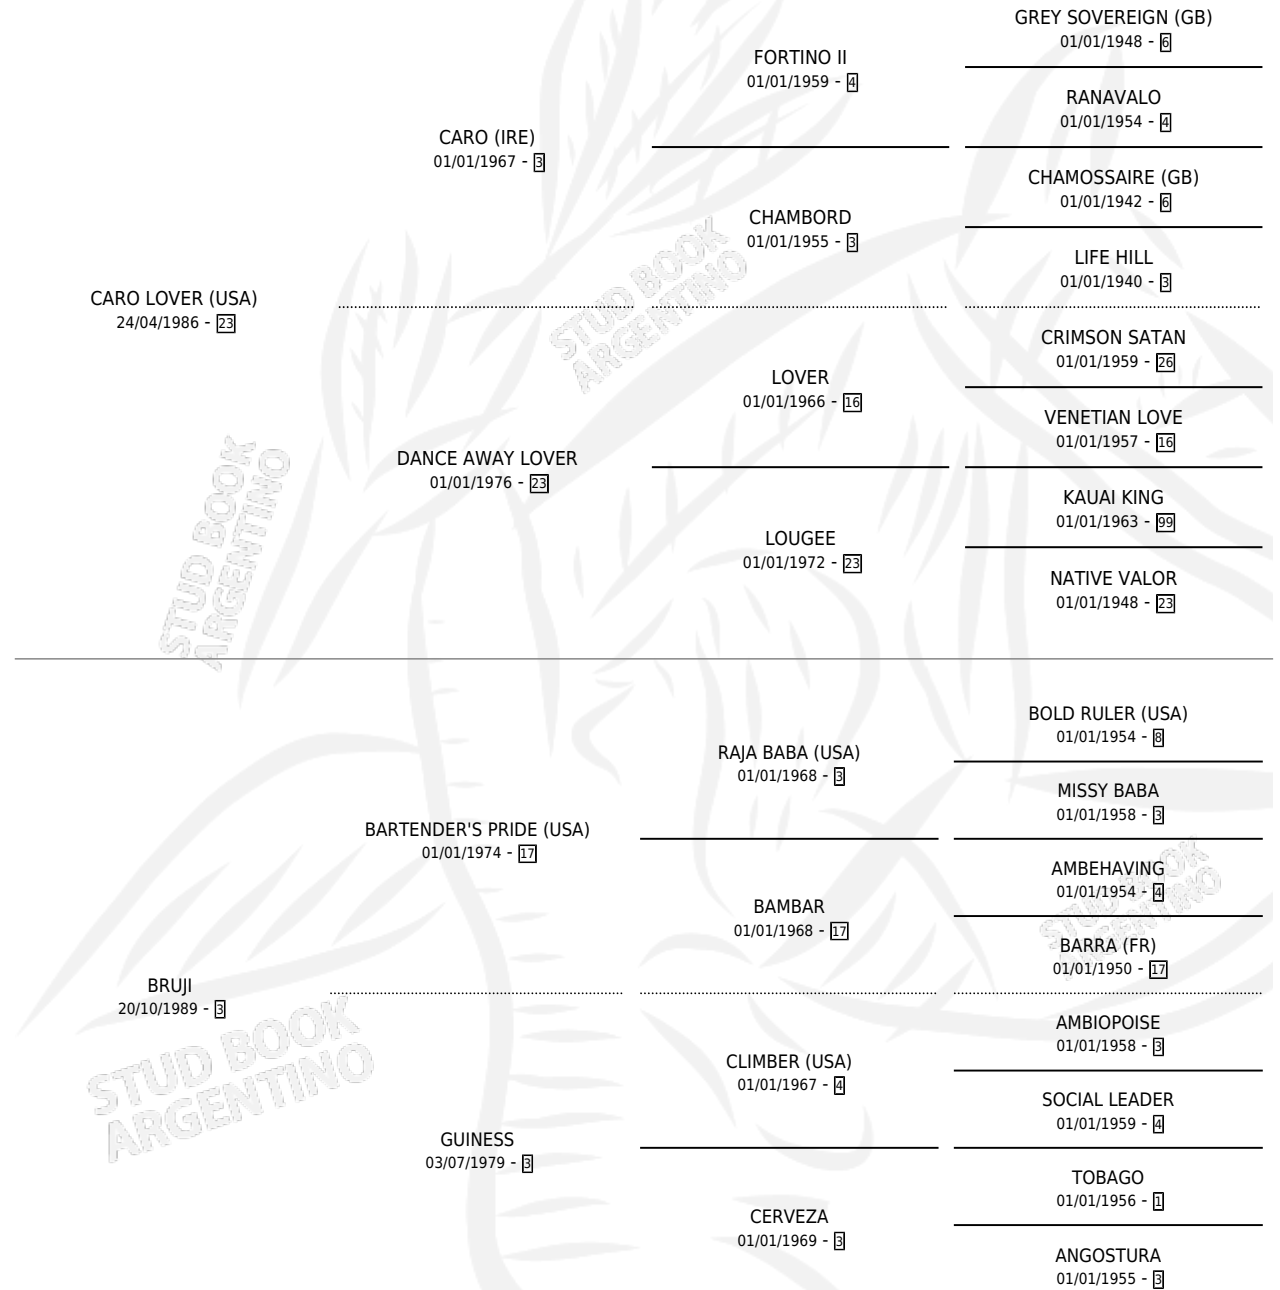 GREY SOVEREIGN (GB)
01/01/1948 - 6
FORTINO II
01/01/1959 - 4
RANAVALO
01/01/1954 - 4
CARO (IRE)
01/01/1967 - 3
CHAMOSSAIRE (GB)
01/01/1942 - 6
CHAMBORD
01/01/1955 - 3
LIFE HILL
01/01/1940 - 3
CARO LOVER (USA)
24/04/1986 - 23
STUD BOOK
ARGENTINO
CRIMSON SATAN
01/01/1959 - 26
LOVER
01/01/1966 - 16
VENETIAN LOVE
01/01/1957 - 16
DANCE AWAY LOVER
01/01/1976 - 23
KAUAI KING
01/01/1963 - 99
LOUGEE
01/01/1972 - 23
NATIVE VALOR
01/01/1948 - 23
STUD BOOK
ARGENTINO
BOLD RULER (USA)
01/01/1954 - 8
RAJA BABA (USA)
01/01/1968 - 3
MISSY BABA
01/01/1958 - 3
BARTENDER'S PRIDE (USA)
01/01/1974 - 17
AMBEHAVING
01/01/1954 - 4
BAMBAR
01/01/1968 - 17
BARRA (FR)
01/01/1950 - 17
STUD BOOK
ARGENTINO
BRUJI
20/10/1989 - 3
AMBIOPOISE
01/01/1958 - 3
CLIMBER (USA)
01/01/1967 - 4
SOCIAL LEADER
01/01/1959 - 4
STUD BOOK
ARGENTINO
GUINESS
03/07/1979 - 3
TOBAGO
01/01/1956 - 1
CERVEZA
01/01/1969 - 3
ANGOSTURA
01/01/1955 - 3